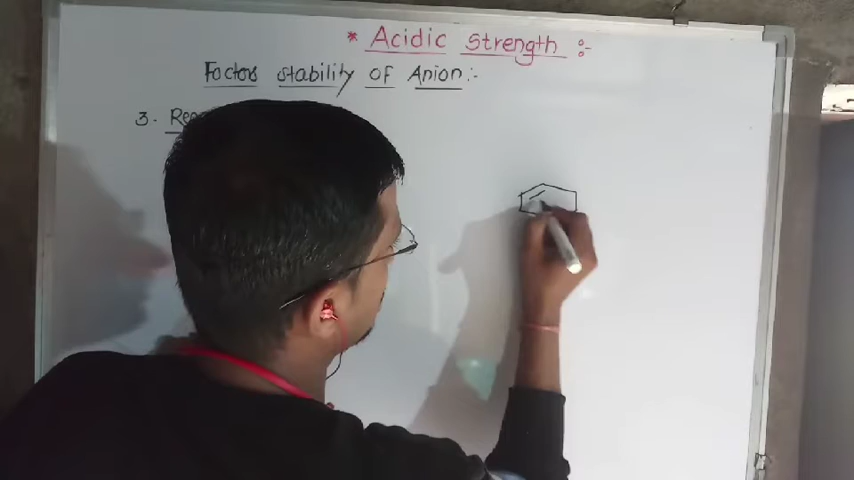 * Acidic Strength :-
Factors stability of Anion :-
3.